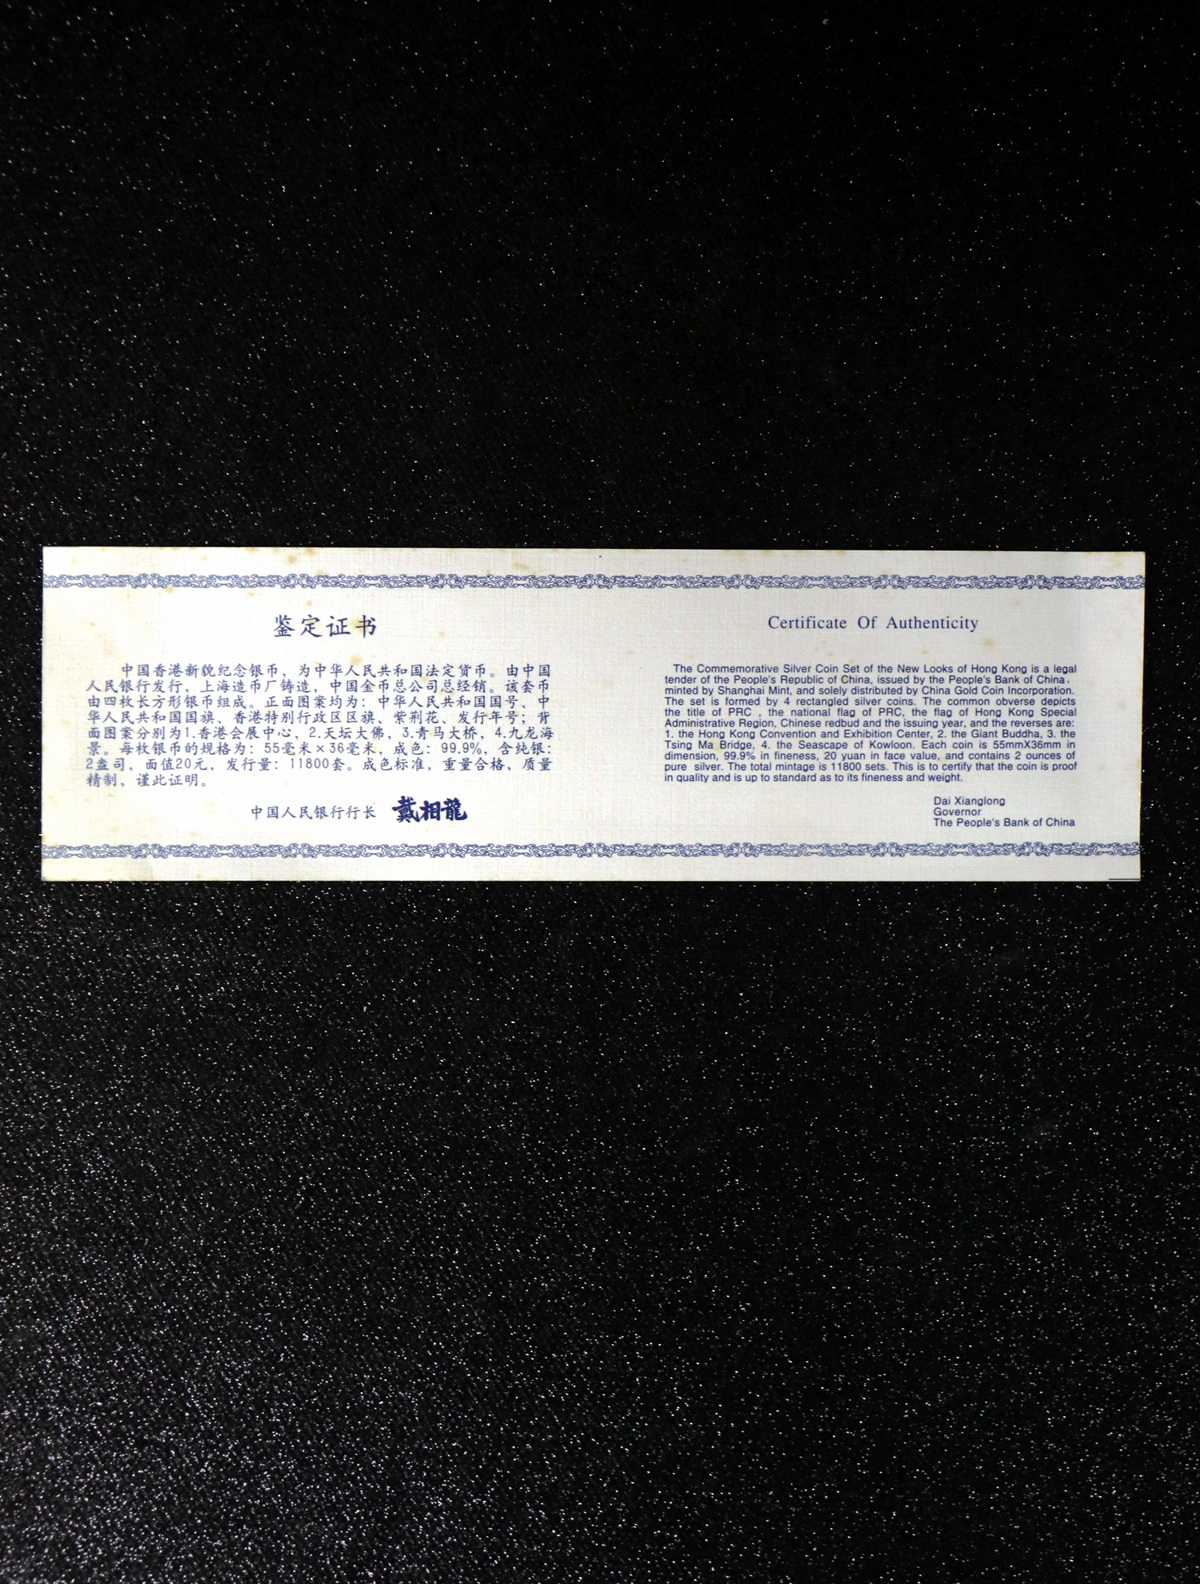 鉴定证书
中国香港新貌纪念银币，为中华人民共和国法定货币。由中国
人民银行发行，上海造币厂铸造，中国金币总公司总经销。该套币
由四枚长方形银币组成。正面图案均为：中华人民共和国国号、中
华人民共和国国旗、香港特别行政区区旗、紫荆花、发行年号；背
面图案分别为1.香港会展中心，2.天坛大佛，3.青马大桥，4.九龙海
景。每枚银币的规格为：55毫米×36毫米，成色：99.9%，含纯银：
2盎司，面值20元，发行量：11800套。成色标准，重量合格，质量
精制，谨此证明。
中国人民银行行长 戴相龍
Certificate Of Authenticity
The Commemorative Silver Coin Set of the New Looks of Hong Kong is a legal
tender of the People's Republic of China, issued by the People's Bank of China,
minted by Shanghai Mint, and solely distributed by China Gold Coin Incorporation.
The set is formed by 4 rectangled silver coins. The common obverse depicts
the title of PRC , the national flag of PRC, the flag of Hong Kong Special
Administrative Region, Chinese redbud and the issuing year, and the reverses are:
1. the Hong Kong Convention and Exhibition Center, 2. the Giant Buddha, 3. the
Tsing Ma Bridge, 4. the Seascape of Kowloon. Each coin is 55mmX36mm in
dimension, 99.9% in fineness, 20 yuan in face value, and contains 2 ounces of
pure silver. The total mintage is 11800 sets. This is to certify that the coin is proof
in quality and is up to standard as to its fineness and weight.
Dai Xianglong
Governor
The People's Bank of China